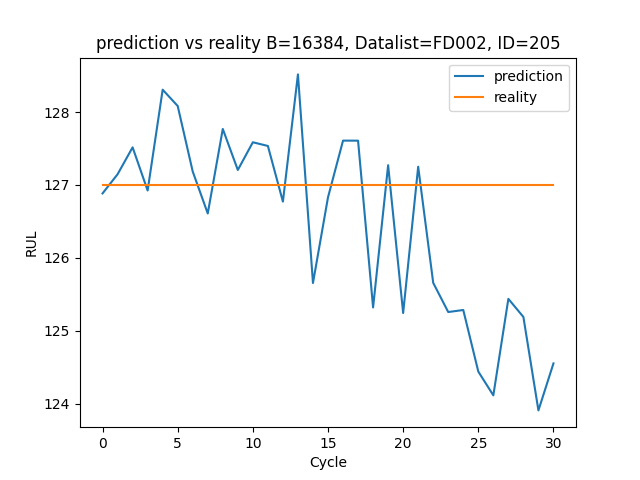 prediction vs reality B=16384, Datalist=FD002, ID=205
prediction
reality
128
127
126
125
124
RUL
0 5 10 15 20 25 30
Cycle